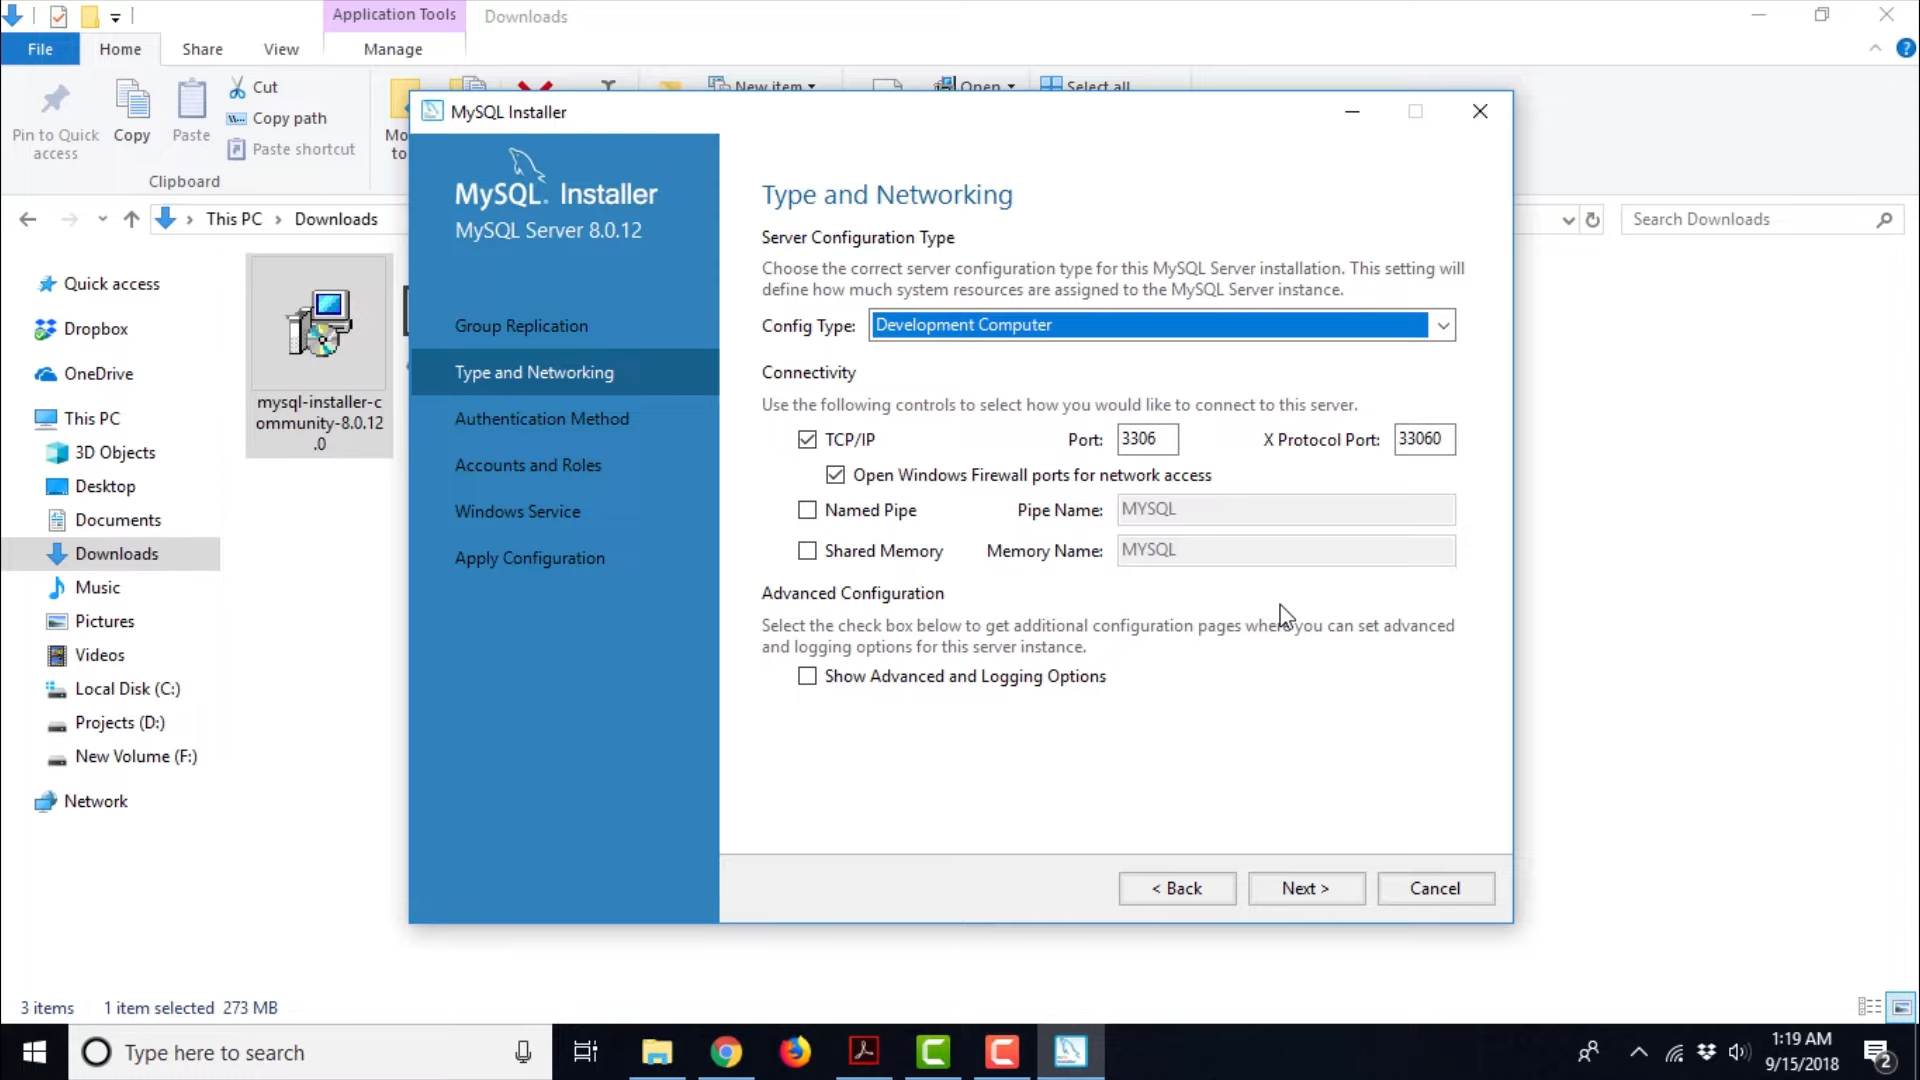 Application Tools
Downloads
File
Home
Share
View
Manage
Pin to Quick access
Copy
Paste
Cut
Copy path
Paste shortcut
Clipboard
New item
Open
Select all
This PC
Downloads
Search Downloads
Quick access
Dropbox
OneDrive
This PC
3D Objects
Desktop
Documents
Downloads
Music
Pictures
Videos
Local Disk (C:)
Projects (D:)
New Volume (F:)
Network
mysql-installer-c
ommunity-8.0.12
.0
MySQL Installer
MySQL. Installer
MySQL Server 8.0.12
Group Replication
Type and Networking
Authentication Method
Accounts and Roles
Windows Service
Apply Configuration
Type and Networking
Server Configuration Type
Choose the correct server configuration type for this MySQL Server installation. This setting will
define how much system resources are assigned to the MySQL Server instance.
Config Type: Development Computer
Connectivity
Use the following controls to select how you would like to connect to this server.
TCP/IP Port: 3306 X Protocol Port: 33060
Open Windows Firewall ports for network access
Named Pipe Pipe Name: MYSQL
Shared Memory Memory Name: MYSQL
Advanced Configuration
Select the check box below to get additional configuration pages where you can set advanced
and logging options for this server instance.
Show Advanced and Logging Options
< Back
Next >
Cancel
3 items 1 item selected 273 MB
Type here to search
1:19 AM
9/15/2018
2